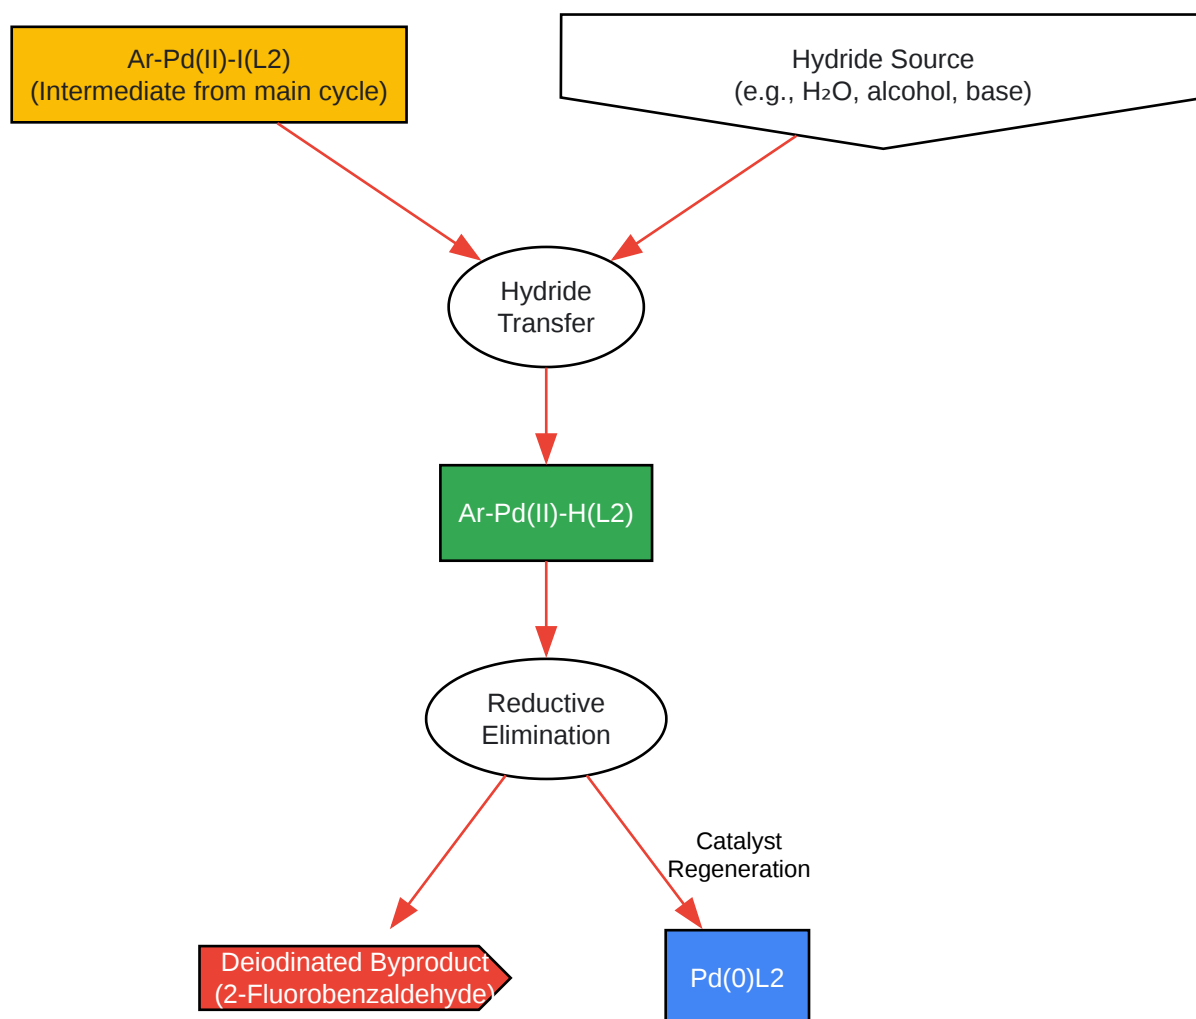 Ar-Pd(II)-I(L2)
(Intermediate from main cycle)
Hydride Source
(e.g., H₂O, alcohol, base)
Hydride
Transfer
Ar-Pd(II)-H(L2)
Reductive
Elimination
Catalyst
Regeneration
Deiodinated Byproduct
(2-Fluorobenzaldehyde)
Pd(0)L2